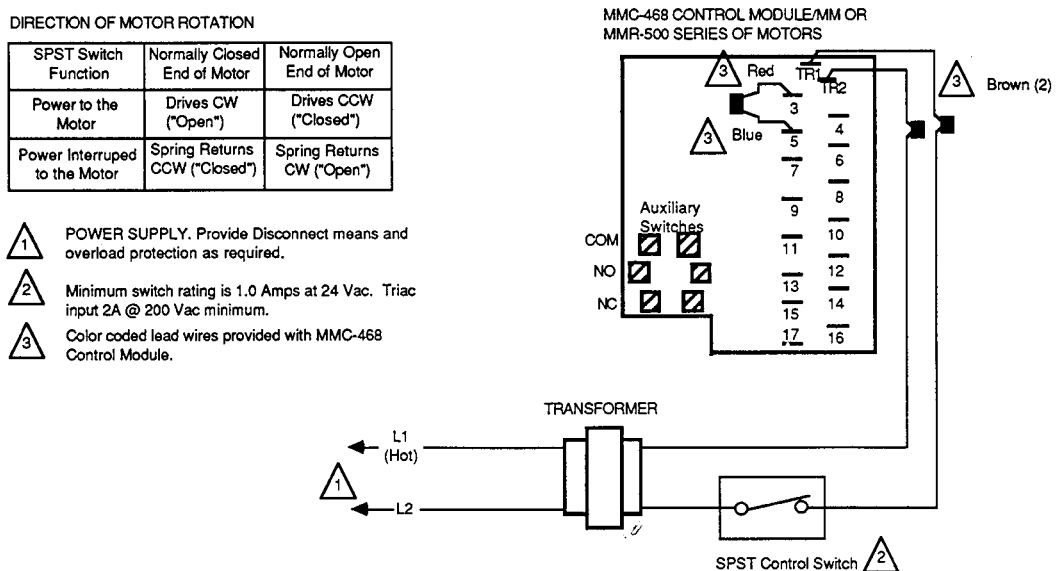 DIRECTION OF MOTOR ROTATION
SPST Switch Function
Normally Closed End of Motor
Normally Open End of Motor
Power to the Motor
Drives CW ("Open")
Drives CCW ("Closed")
Power Interruped to the Motor
Spring Returns CCW ("Closed")
Spring Returns CW ("Open")
1
POWER SUPPLY. Provide Disconnect means and
overload protection as required.
2
Minimum switch rating is 1.0 Amps at 24 Vac. Triac
input 2A @ 200 Vac minimum.
3
Color coded lead wires provided with MMC-468
Control Module.
MMC-468 CONTROL MODULE/MM OR
MMR-500 SERIES OF MOTORS
3
Red
TR1
TR2
3
Brown (2)
3
3
Blue
5
4
7
6
9
8
11
10
13
12
15
14
17
16
Auxiliary
Switches
COM
NO
NC
TRANSFORMER
L1
(Hot)
1
L2
SPST Control Switch
2